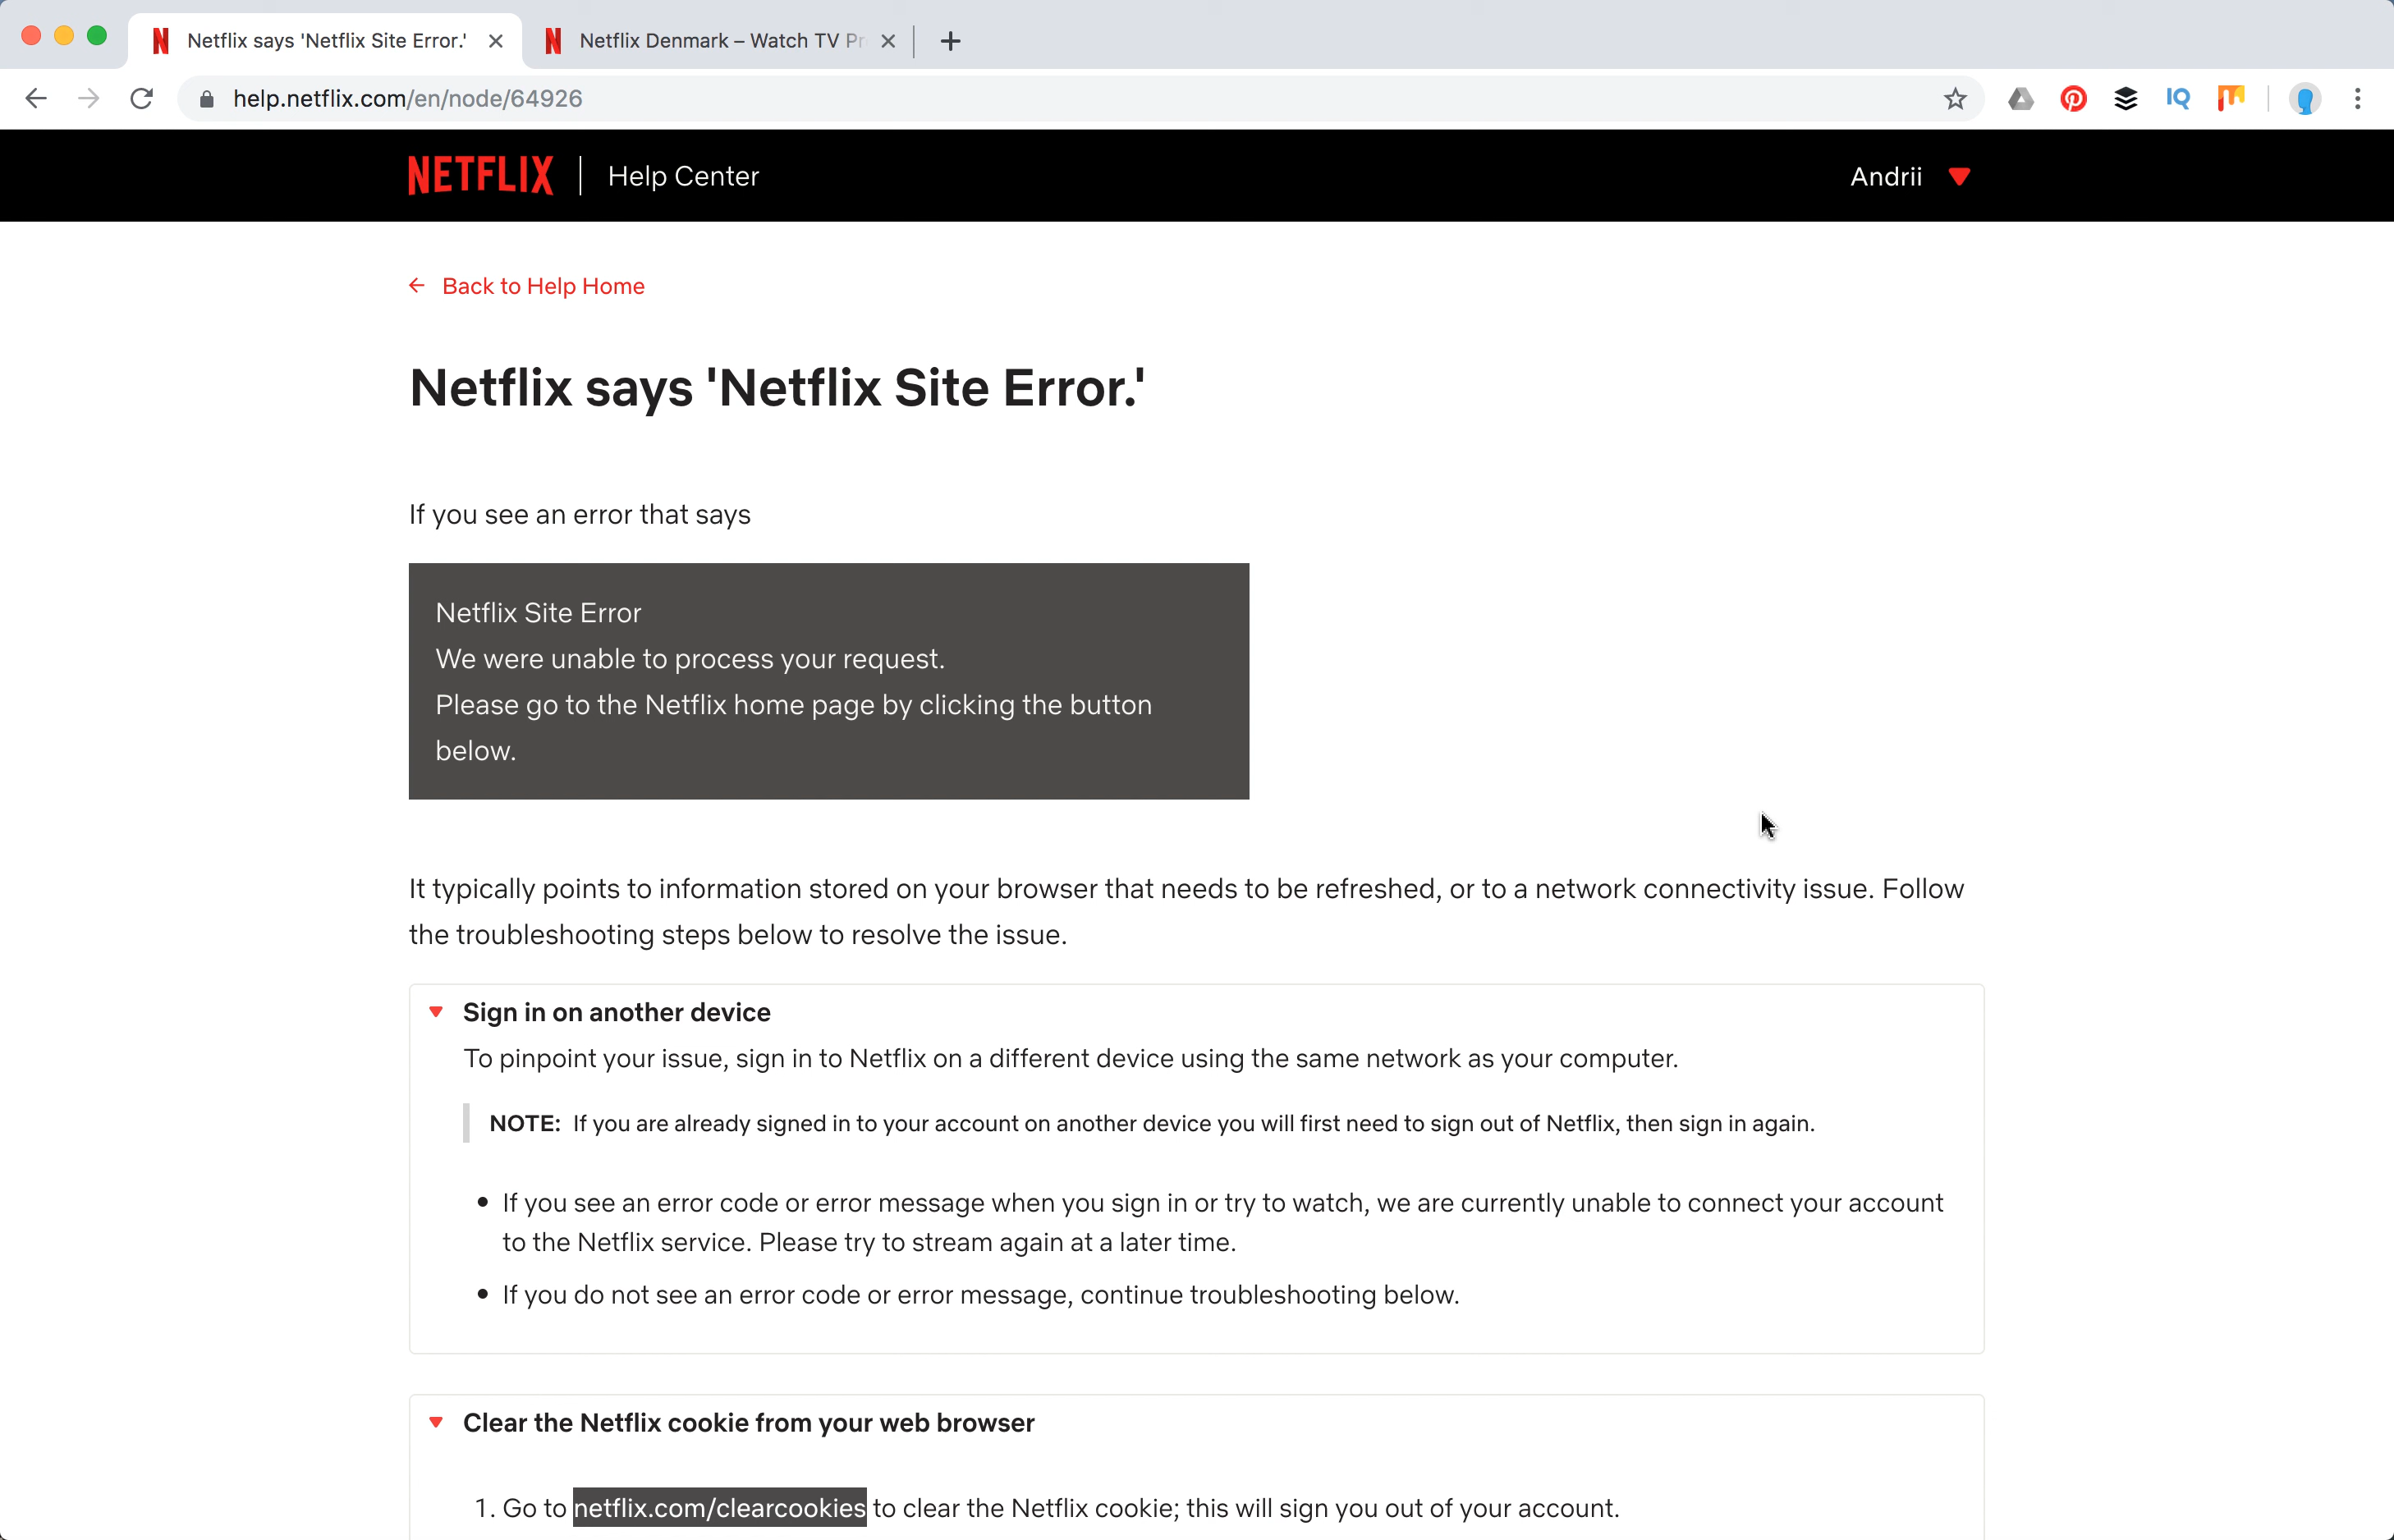 Netflix says 'Netflix Site Error.'
Netflix Denmark – Watch TV Pr
help.netflix.com/en/node/64926
IQ
NETFLIX
Help Center
Andrii
Back to Help Home
Netflix says 'Netflix Site Error.'
If you see an error that says
Netflix Site Error
We were unable to process your request.
Please go to the Netflix home page by clicking the button
below.
It typically points to information stored on your browser that needs to be refreshed, or to a network connectivity issue. Follow
the troubleshooting steps below to resolve the issue.
Sign in on another device
To pinpoint your issue, sign in to Netflix on a different device using the same network as your computer.
NOTE: If you are already signed in to your account on another device you will first need to sign out of Netflix, then sign in again.
If you see an error code or error message when you sign in or try to watch, we are currently unable to connect your account
to the Netflix service. Please try to stream again at a later time.
If you do not see an error code or error message, continue troubleshooting below.
Clear the Netflix cookie from your web browser
1. Go to netflix.com/clearcookies to clear the Netflix cookie; this will sign you out of your account.